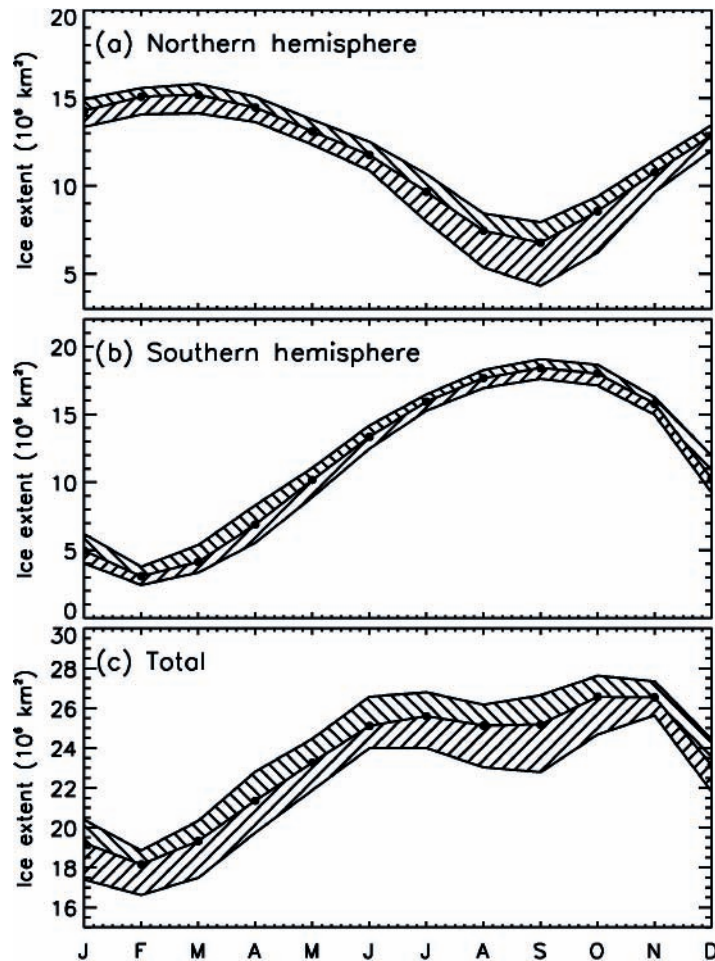 (a) Northern hemisphere
Ice extent (10⁶ km²)
20
15
10
5
(b) Southern hemisphere
Ice extent (10⁶ km²)
20
15
10
5
0
(c) Total
Ice extent (10⁶ km²)
30
28
26
24
22
20
18
16
J F M A M J J A S O N D